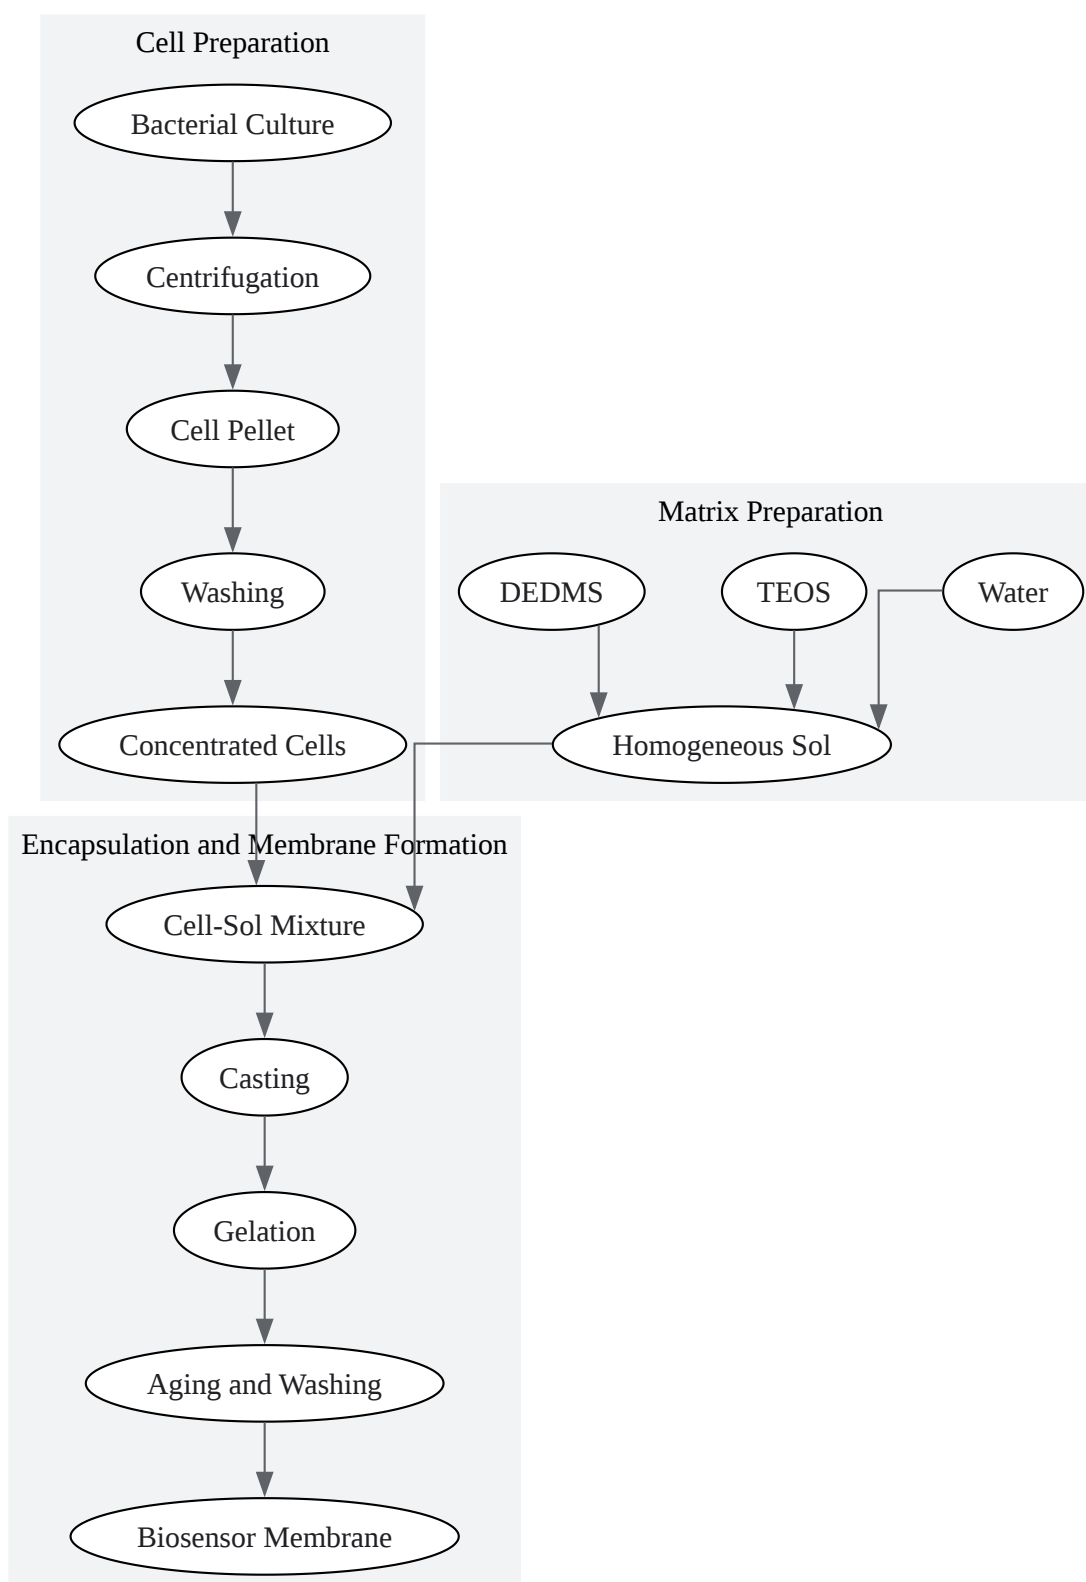 Cell Preparation
Bacterial Culture
Centrifugation
Cell Pellet
Washing
Concentrated Cells
Matrix Preparation
DEDMS
TEOS
Water
Homogeneous Sol
Encapsulation and Membrane Formation
Cell-Sol Mixture
Casting
Gelation
Aging and Washing
Biosensor Membrane